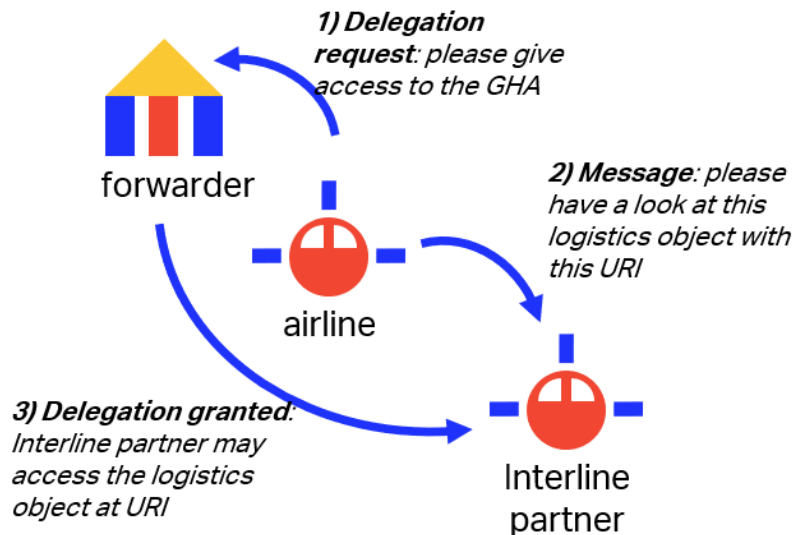 1) Delegation
request: please give
access to the GHA
forwarder
2) Message: please
have a look at this
logistics object with
this URI
airline
3) Delegation granted:
Interline partner may
access the logistics
object at URI
Interline
partner